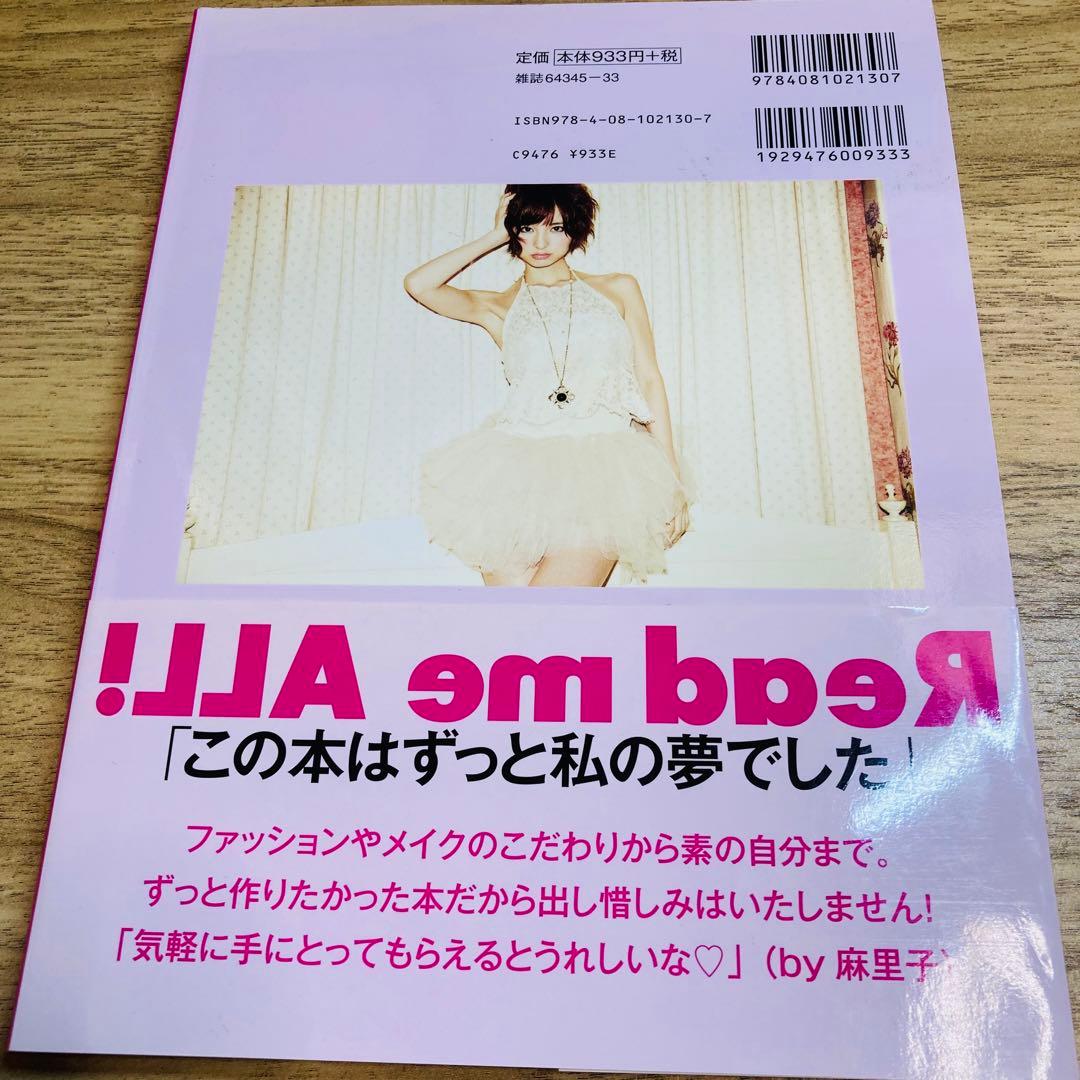 定価 本体933円+税
雑誌64345-33
9784081021307
ISBN978-4-08-102130-7
C9476 ¥933E
1929476009333
Read me ALL!
「この本はずっと私の夢でした」
ファッションやメイクのこだわりから素の自分まで。
ずっと作りたかった本だから出し惜しみはいたしません!
「気軽に手にとってもらえるとうれしいな♡」（by 麻里子）